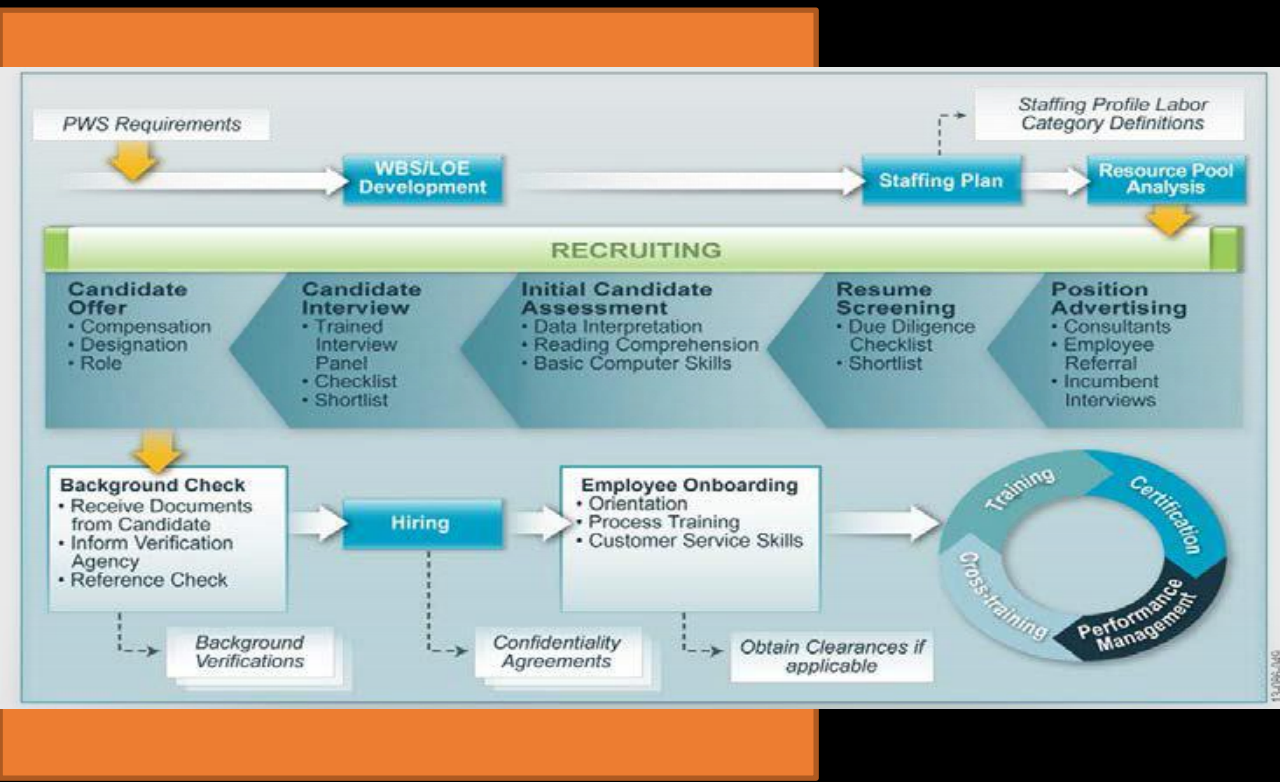 PWS Requirements
Staffing Profile Labor
Category Definitions
WBS/LOE
Development
Staffing Plan
Resource Pool
Analysis
RECRUITING
Candidate
Offer
• Compensation
• Designation
• Role
Candidate
Interview
• Trained
Interview
Panel
• Checklist
• Shortlist
Initial Candidate
Assessment
• Data Interpretation
• Reading Comprehension
• Basic Computer Skills
Resume
Screening
• Due Diligence
Checklist
• Shortlist
Position
Advertising
• Consultants
• Employee
Referral
• Incumbent
Interviews
Background Check
• Receive Documents
from Candidate
• Inform Verification
Agency
• Reference Check
Hiring
Employee Onboarding
• Orientation
• Process Training
• Customer Service Skills
Training
Certification
Performance
Management
Cross-training
Background
Verifications
Confidentiality
Agreements
Obtain Clearances if
applicable